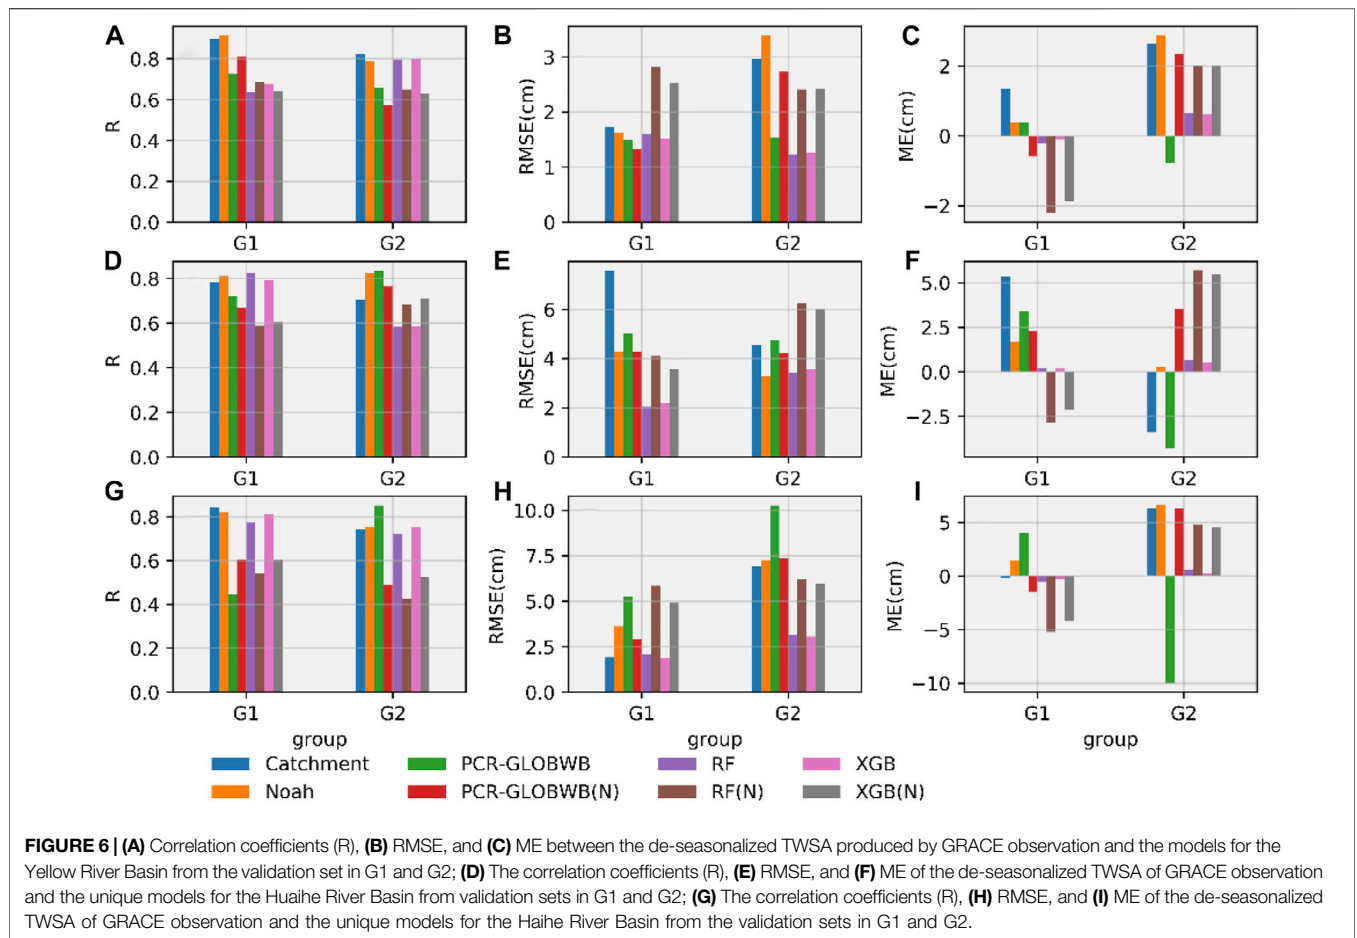 A
B
C
R
RMSE(cm)
ME(cm)
0.8
0.6
0.4
0.2
0.0
3
2
1
0
2
0
−2
G1
G2
G1
G2
G1
G2
D
E
F
R
RMSE(cm)
ME(cm)
0.8
0.6
0.4
0.2
0.0
6
4
2
0
5.0
2.5
0.0
−2.5
G1
G2
G1
G2
G1
G2
G
H
I
R
RMSE(cm)
ME(cm)
0.8
0.6
0.4
0.2
0.0
10.0
7.5
5.0
2.5
0.0
5
0
−5
−10
G1
G2
G1
G2
G1
G2
group
group
group
Catchment
PCR-GLOBWB
RF
XGB
Noah
PCR-GLOBWB(N)
RF(N)
XGB(N)
FIGURE 6 | (A) Correlation coefficients (R), (B) RMSE, and (C) ME between the de-seasonalized TWSA produced by GRACE observation and the models for the
Yellow River Basin from the validation set in G1 and G2; (D) The correlation coefficients (R), (E) RMSE, and (F) ME of the de-seasonalized TWSA of GRACE observation
and the unique models for the Huaihe River Basin from validation sets in G1 and G2; (G) The correlation coefficients (R), (H) RMSE, and (I) ME of the de-seasonalized
TWSA of GRACE observation and the unique models for the Haihe River Basin from the validation sets in G1 and G2.